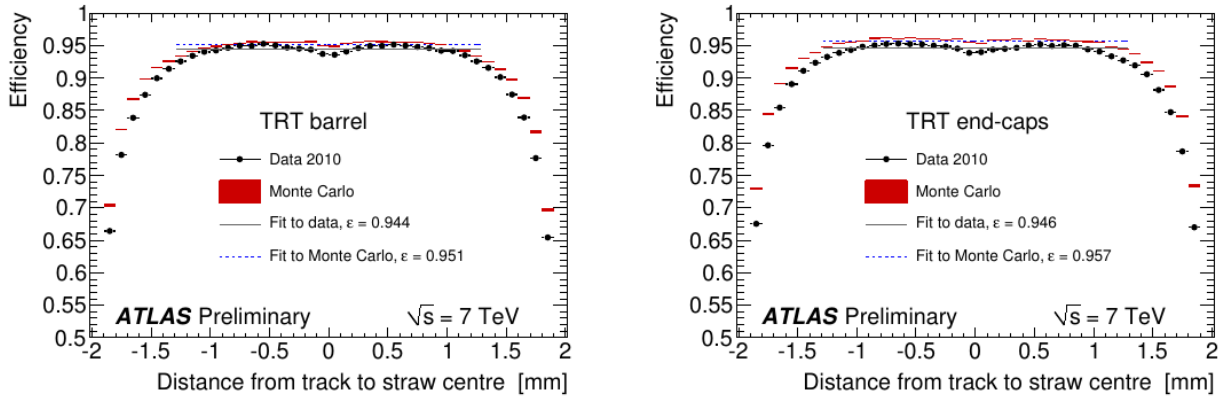 Efficiency
1
0.95
0.9
0.85
0.8
0.75
0.7
0.65
0.6
0.55
0.5
TRT barrel
Data 2010
Monte Carlo
Fit to data, ε = 0.944
Fit to Monte Carlo, ε = 0.951
ATLAS Preliminary
√s = 7 TeV
-2 -1.5 -1 -0.5 0 0.5 1 1.5 2
Distance from track to straw centre [mm]
Efficiency
1
0.95
0.9
0.85
0.8
0.75
0.7
0.65
0.6
0.55
0.5
TRT end-caps
Data 2010
Monte Carlo
Fit to data, ε = 0.946
Fit to Monte Carlo, ε = 0.957
ATLAS Preliminary
√s = 7 TeV
-2 -1.5 -1 -0.5 0 0.5 1 1.5 2
Distance from track to straw centre [mm]